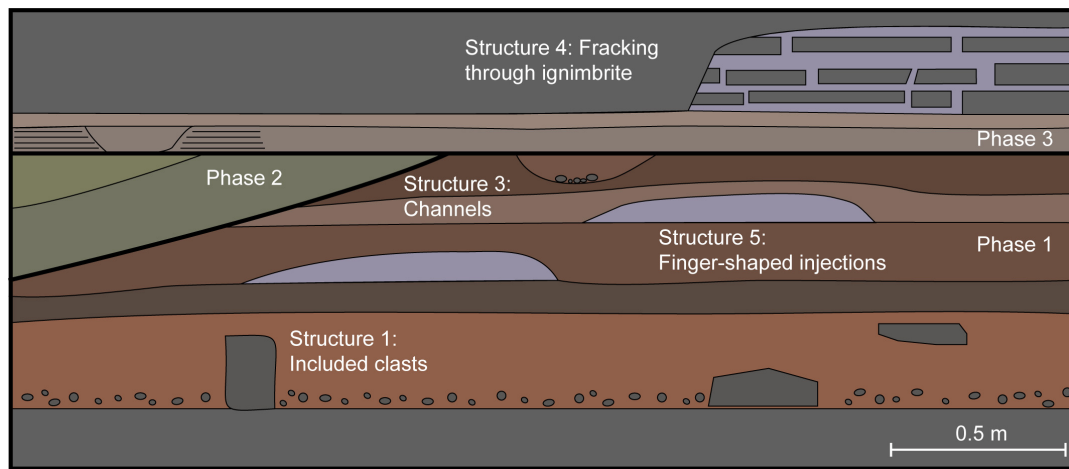 Structure 4: Fracking
through ignimbrite
Phase 3
Phase 2
Structure 3:
Channels
Structure 5:
Finger-shaped injections
Phase 1
Structure 1:
Included clasts
0.5 m